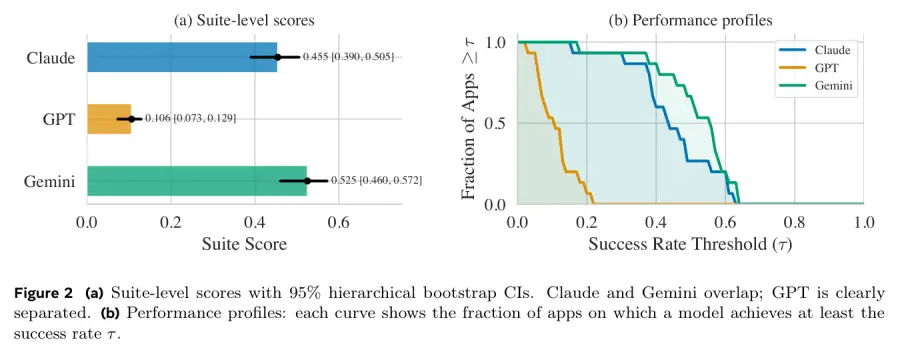 (a) Suite-level scores
Claude
0.455 [0.390, 0.505]
GPT
0.106 [0.073, 0.129]
Gemini
0.525 [0.460, 0.572]
0.0 0.2 0.4 0.6
Suite Score
(b) Performance profiles
Fraction of Apps ≥ τ
1.0
0.5
0.0
Claude
GPT
Gemini
0.0 0.2 0.4 0.6 0.8 1.0
Success Rate Threshold (τ)
Figure 2 (a) Suite-level scores with 95% hierarchical bootstrap CIs. Claude and Gemini overlap; GPT is clearly
separated. (b) Performance profiles: each curve shows the fraction of apps on which a model achieves at least the
success rate τ.